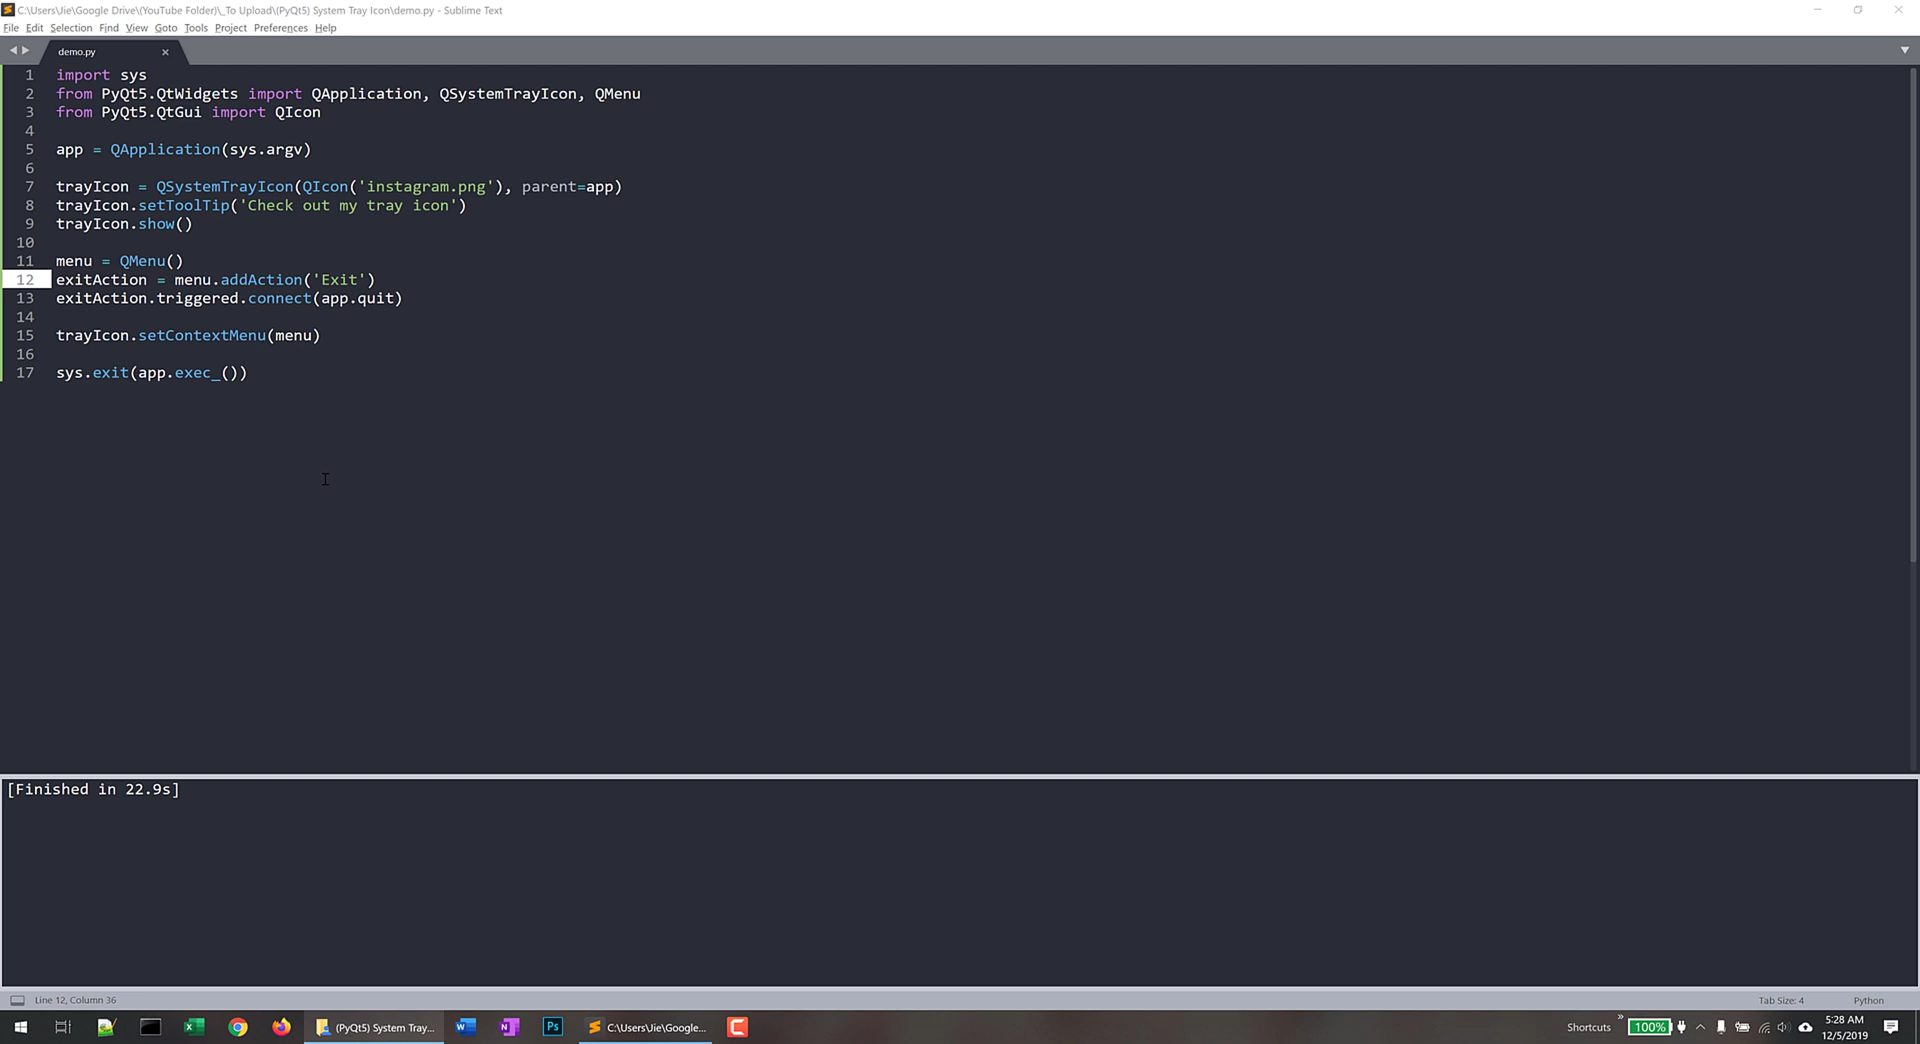 C:\Users\Jie\Google Drive\(YouTube Folder)\_To Upload\(PyQt5) System Tray Icon\demo.py - Sublime Text
File Edit Selection Find View Goto Tools Project Preferences Help
demo.py
1 import sys
2 from PyQt5.QtWidgets import QApplication, QSystemTrayIcon, QMenu
3 from PyQt5.QtGui import QIcon
4
5 app = QApplication(sys.argv)
6
7 trayIcon = QSystemTrayIcon(QIcon('instagram.png'), parent=app)
8 trayIcon.setToolTip('Check out my tray icon')
9 trayIcon.show()
10
11 menu = QMenu()
12 exitAction = menu.addAction('Exit')
13 exitAction.triggered.connect(app.quit)
14
15 trayIcon.setContextMenu(menu)
16
17 sys.exit(app.exec_())
[Finished in 22.9s]
Line 12, Column 36 Tab Size: 4 Python
(PyQt5) System Tray... Ps C:\Users\Jie\Google... Shortcuts » 100% 5:28 AM
12/5/2019